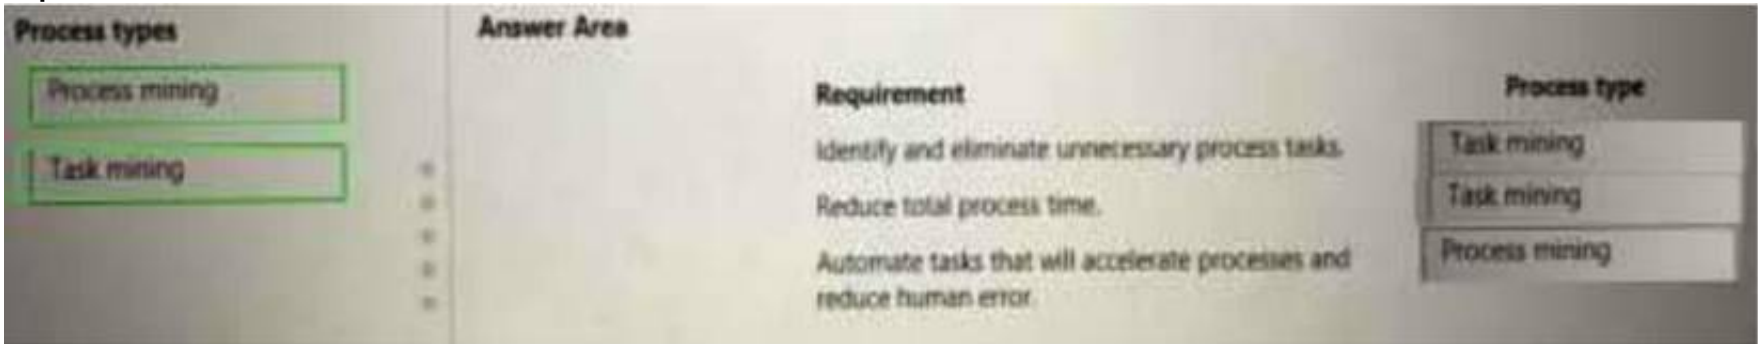 Process types
Answer Area
Process mining
Task mining
Requirement
Process type
Identify and eliminate unnecessary process tasks.
Task mining
Reduce total process time.
Task mining
Automate tasks that will accelerate processes and
reduce human error.
Process mining